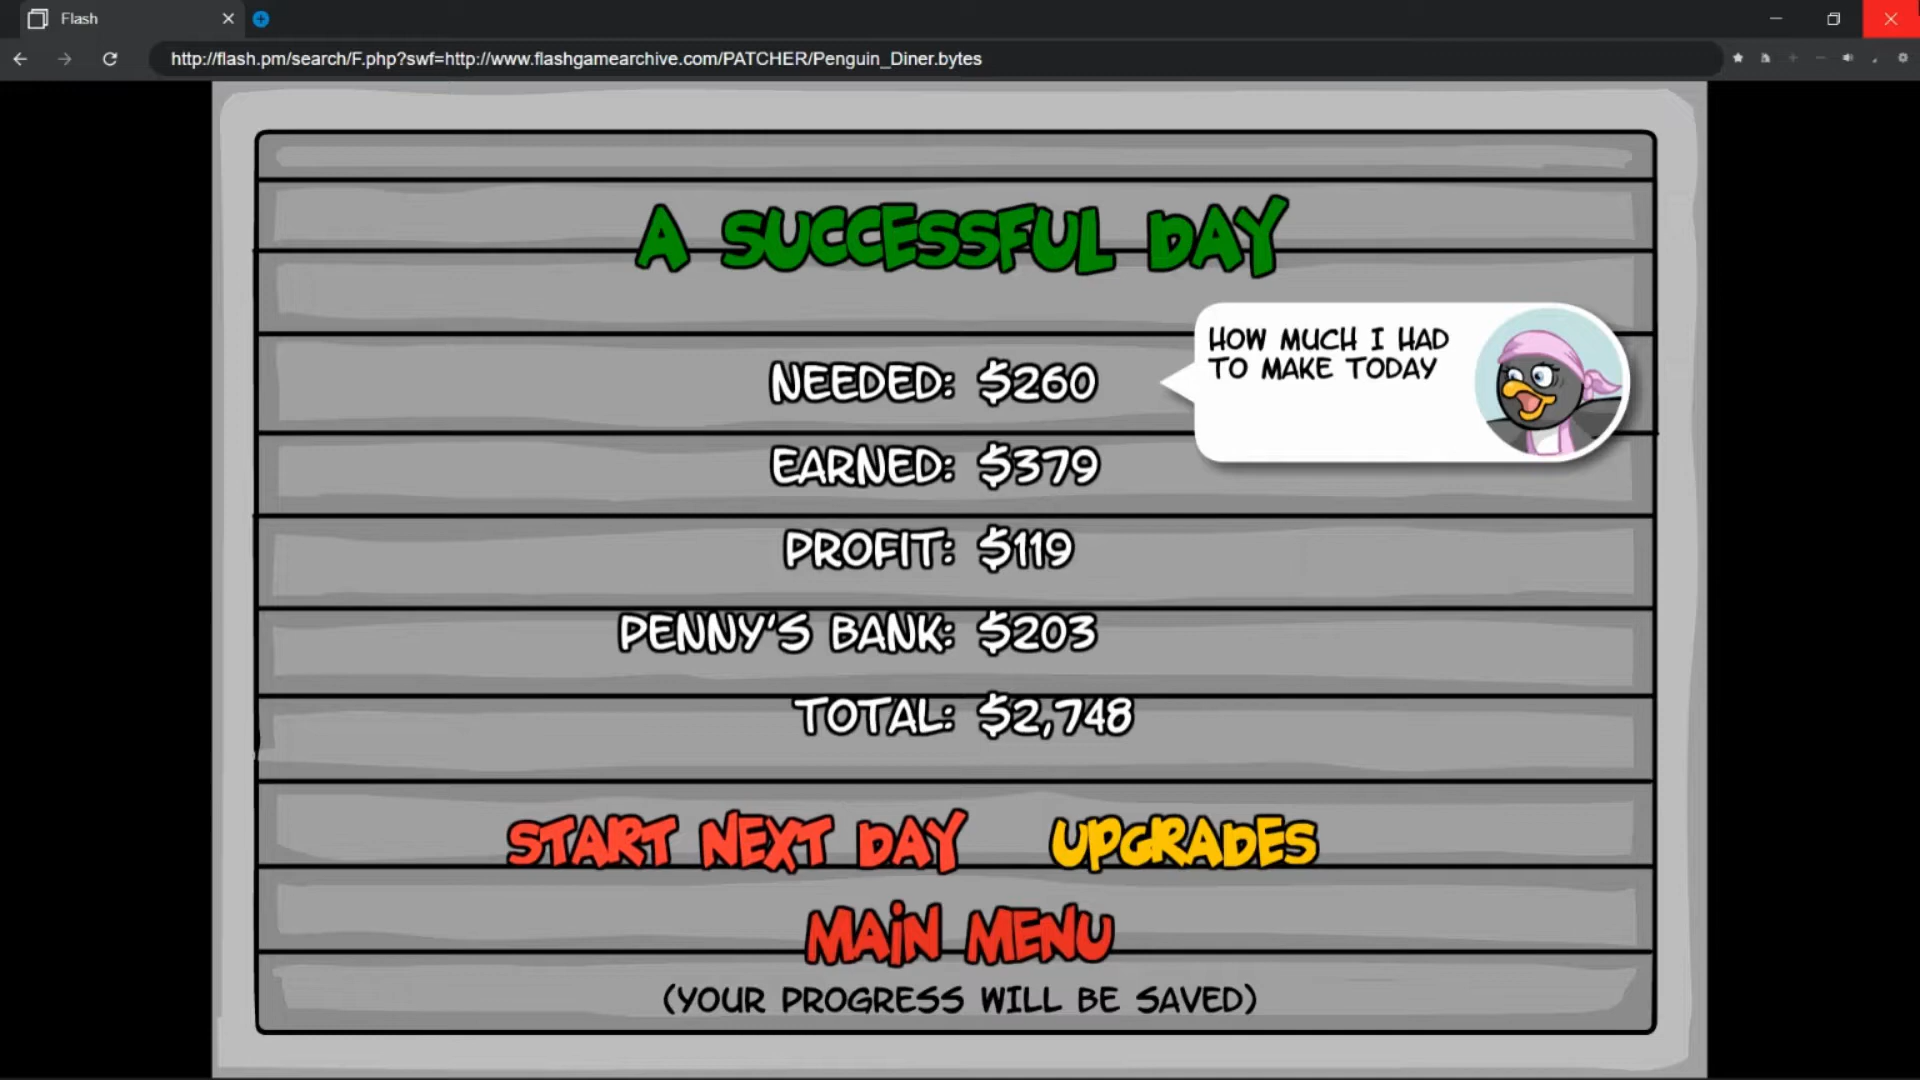 Flash
http://flash.pm/search/F.php?swf=http://www.flashgamearchive.com/PATCHER/Penguin_Diner.bytes
A SUCCESSFUL DAY
HOW MUCH I HAD
TO MAKE TODAY
NEEDED: $260
EARNED: $379
PROFIT: $119
PENNY'S BANK: $203
TOTAL: $2,748
START NEXT DAY UPGRADES
MAIN MENU
(YOUR PROGRESS WILL BE SAVED)